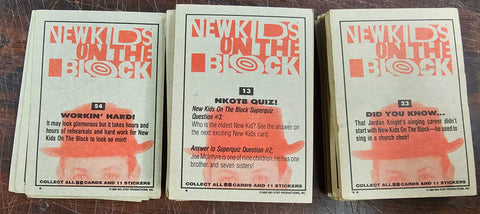 NEW KIDS
ON THE
BLOCK
54
WORKIN' HARD!
It may look glamorous but it takes hours and
hours of rehearsals and hard work for New
Kids On The Block to look so mint!
COLLECT ALL 88 CARDS AND 11 STICKERS
NEW KIDS
ON THE
BLOCK
13
NKOTB QUIZ!
New Kids On The Block Superquiz
Question #3:
Who is the oldest New Kid? See the answer on
the next exciting New Kids card.
Answer to Superquiz Question #2:
Joe McIntyre is one of nine children. He has one
brother and seven sisters!
COLLECT ALL 88 CARDS AND 11 STICKERS
NEW KIDS
ON THE
BLOCK
23
DID YOU KNOW...
That Jordan Knight's singing career didn't
start with New Kids On The Block—he used to
sing in a church choir!
COLLECT ALL 88 CARDS AND 11 STICKERS